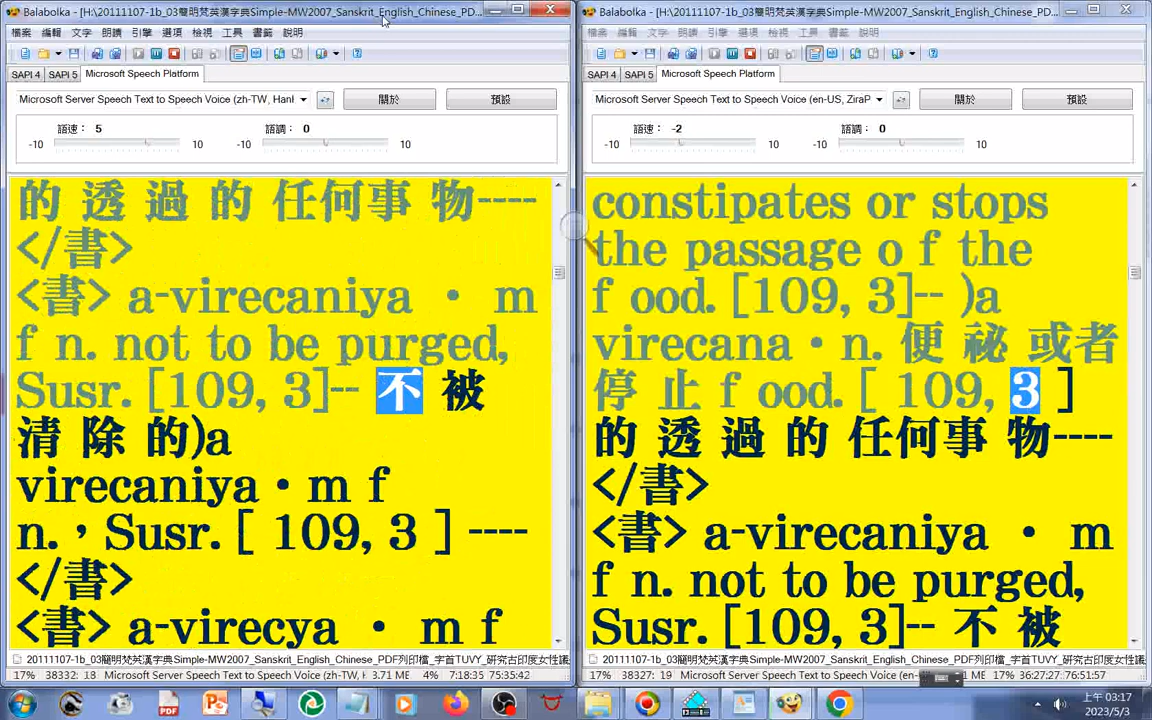 Balabolka - [H:\20111107-1b_03簡明梵英漢字典Simple-MW2007_Sanskrit_English_Chinese_PD...
檔案 編輯 文字 朗讀 引擎 選項 檢視 工具 書籤 說明
SAPI 4 SAPI 5 Microsoft Speech Platform
Microsoft Server Speech Text to Speech Voice (zh-TW, Hanl 關於 預設
語速： 5 語調： 0
-10 10 -10 10
的 透 過 的 任何事 物----
</書>
<書> a-virecaniya • m
f n. not to be purged,
Susr. [109, 3]-- 不 被
清 除 的)a
virecaniya•m f
n.，Susr. [ 109, 3 ] ----
</書>
<書> a-virecya • m f
20111107-1b_03簡明梵英漢字典Simple-MW2007_Sanskrit_English_Chinese_PDF列印檔_字首TUVY_研究古印度女性議
17% 38332: 18 Microsoft Server Speech Text to Speech Voice (zh-TW, H 3.71 ME 4% 7:18:35 75:35:42
Balabolka - [H:\20111107-1b_03簡明梵英漢字典Simple-MW2007_Sanskrit_English_Chinese_PD...
檔案 編輯 文字 朗讀 引擎 選項 檢視 工具 書籤 說明
SAPI 4 SAPI 5 Microsoft Speech Platform
Microsoft Server Speech Text to Speech Voice (en-US, ZiraP 關於 預設
語速： -2 語調： 0
-10 10 -10 10
constipates or stops
the passage o f the
f ood. [109, 3]-- )a
virecana•n. 便 祕 或者
停 止 f ood. [ 109, 3 ]
的 透 過 的 任何事 物----
</書>
<書> a-virecaniya • m
f n. not to be purged,
Susr. [109, 3]-- 不 被
20111107-1b_03簡明梵英漢字典Simple-MW2007_Sanskrit_English_Chinese_PDF列印檔_字首TUVY_研究古印度女性議
17% 38327: 19 Microsoft Server Speech Text to Speech 17% 36:27:27 76:51:57
上午 03:17
2023/5/3